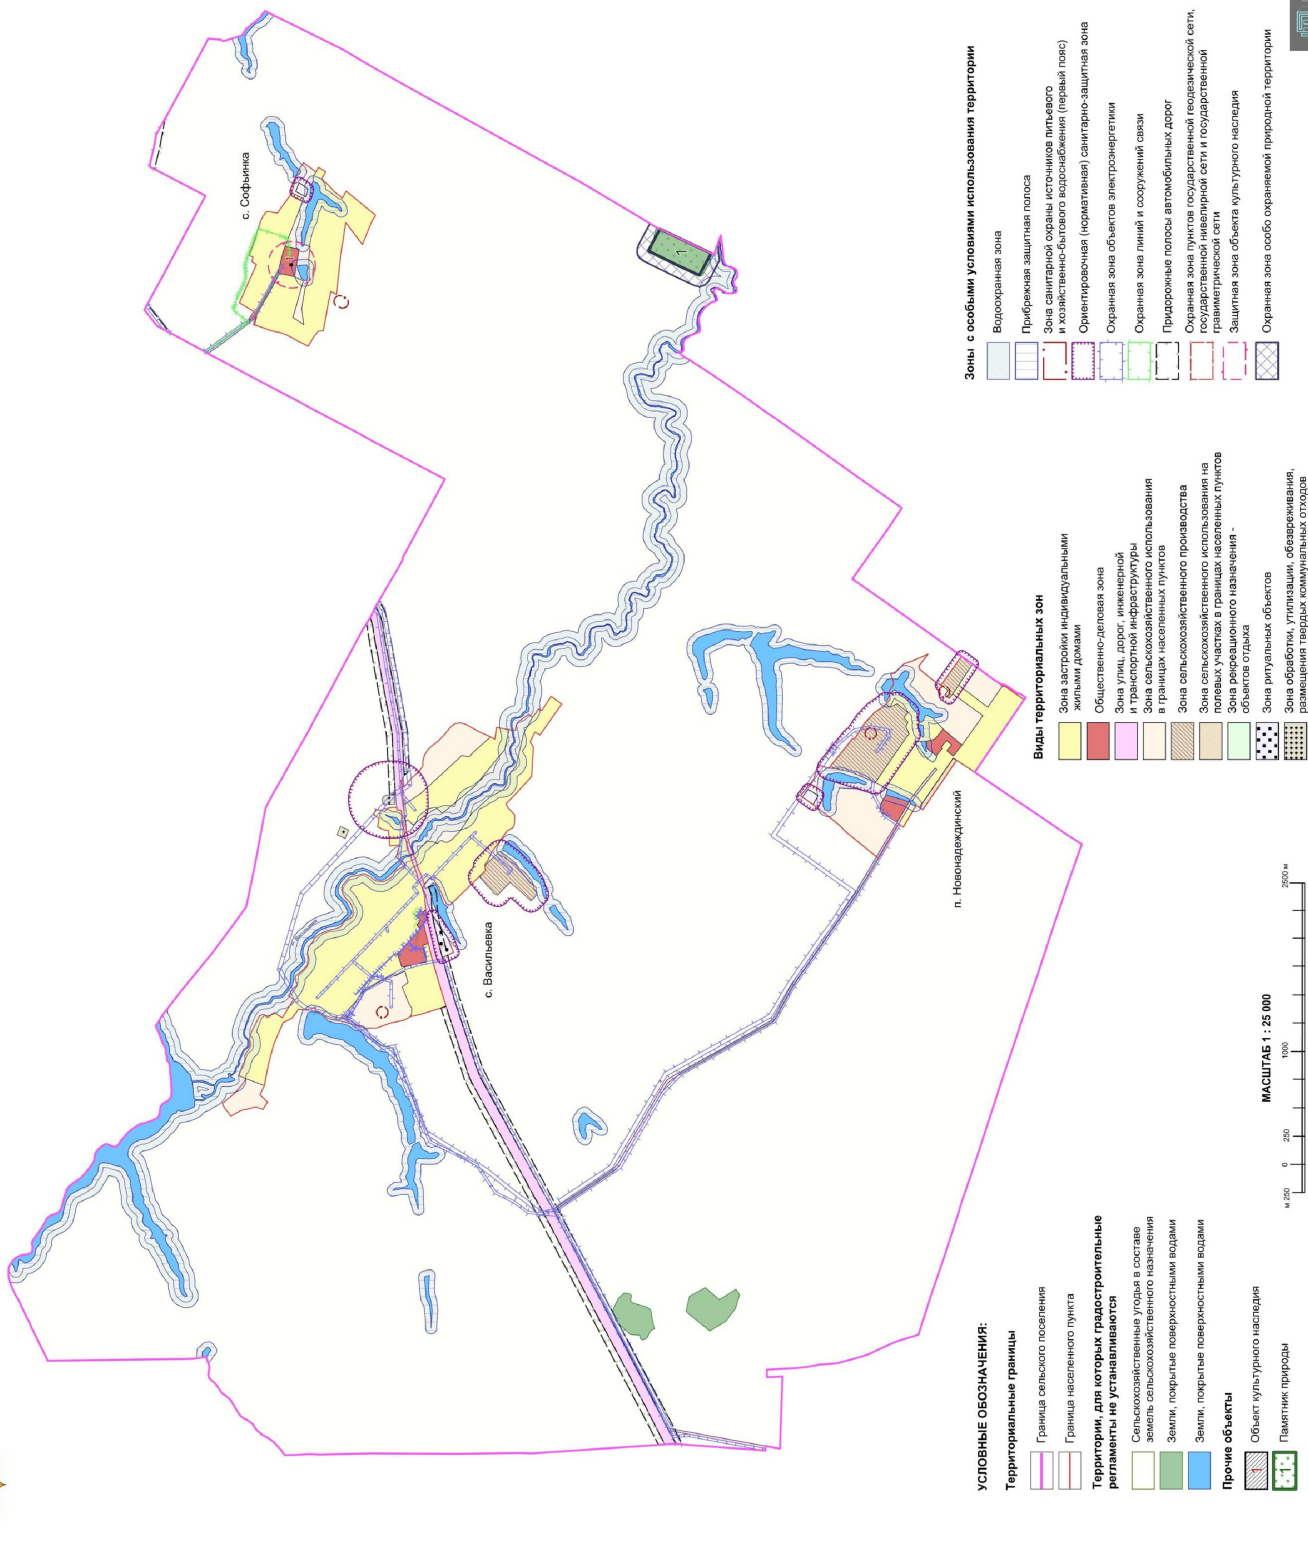 с. Софьинка
с. Васильевка
п. Новонадеждинский
УСЛОВНЫЕ ОБОЗНАЧЕНИЯ:
Территориальные границы
Граница сельского поселения
Граница населенного пункта
Территории, для которых градостроительные
регламенты не устанавливаются
Сельскохозяйственные угодья в составе
земель сельскохозяйственного назначения
Земли, покрытые поверхностными водами
Земли, покрытые поверхностными водами
Прочие объекты
1
Объект культурного наследия
1
Памятник природы
МАСШТАБ 1 : 25 000
м 250
0
250
1000
2500 м
Виды территориальных зон
Зона застройки индивидуальными
жилыми домами
Общественно-деловая зона
Зона улиц, дорог, инженерной
и транспортной инфраструктуры
Зона сельскохозяйственного использования
в границах населенных пунктов
Зона сельскохозяйственного производства
Зона сельскохозяйственного использования на
полевых участках в границах населенных пунктов
Зона рекреационного назначения -
объектов отдыха
Зона ритуальных объектов
Зона обработки, утилизации, обезвреживания,
размещения твердых коммунальных отходов
Зоны с особыми условиями использования территории
Водоохранная зона
Прибрежная защитная полоса
Зона санитарной охраны источников питьевого
и хозяйственно-бытового водоснабжения (первый пояс)
Ориентировочная (нормативная) санитарно-защитная зона
Охранная зона объектов электроэнергетики
Охранная зона линий и сооружений связи
Придорожные полосы автомобильных дорог
Охранная зона пунктов государственной геодезической сети,
государственной нивелирной сети и государственной
гравиметрической сети
Защитная зона объекта культурного наследия
Охранная зона особо охраняемой природной территории